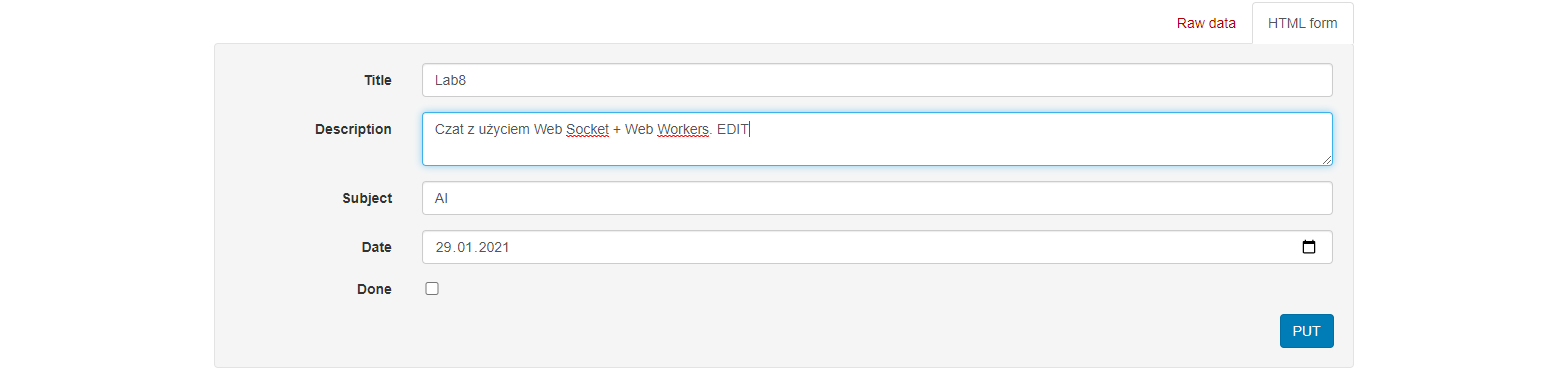 Raw data HTML form
Title Lab8
Description Czat z użyciem Web Socket + Web Workers. EDIT
Subject AI
Date 29.01.2021
Done
PUT